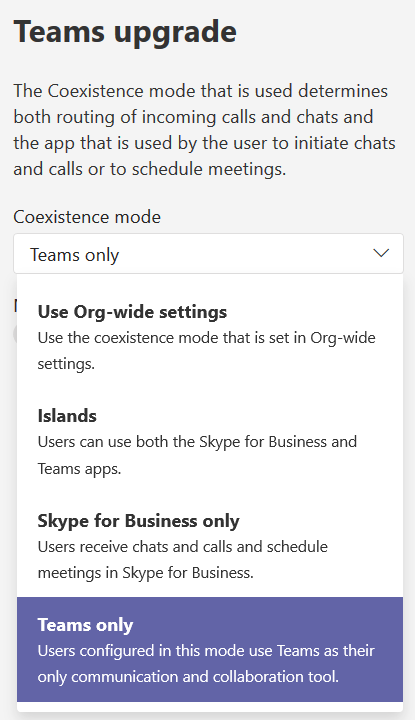 Teams upgrade
The Coexistence mode that is used determines
both routing of incoming calls and chats and
the app that is used by the user to initiate chats
and calls or to schedule meetings.
Coexistence mode
Teams only
Use Org-wide settings
Use the coexistence mode that is set in Org-wide
settings.
Islands
Users can use both the Skype for Business and
Teams apps.
Skype for Business only
Users receive chats and calls and schedule
meetings in Skype for Business.
Teams only
Users configured in this mode use Teams as their
only communication and collaboration tool.